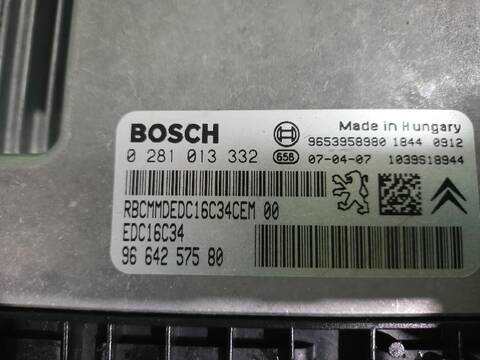 BOSCH
Made in Hungary
9653958980 1844 0912
0 281 013 332 658 07-04-07 1039S18944
RBCMMDEDC16C34CEM 00
EDC16C34
96 642 575 80